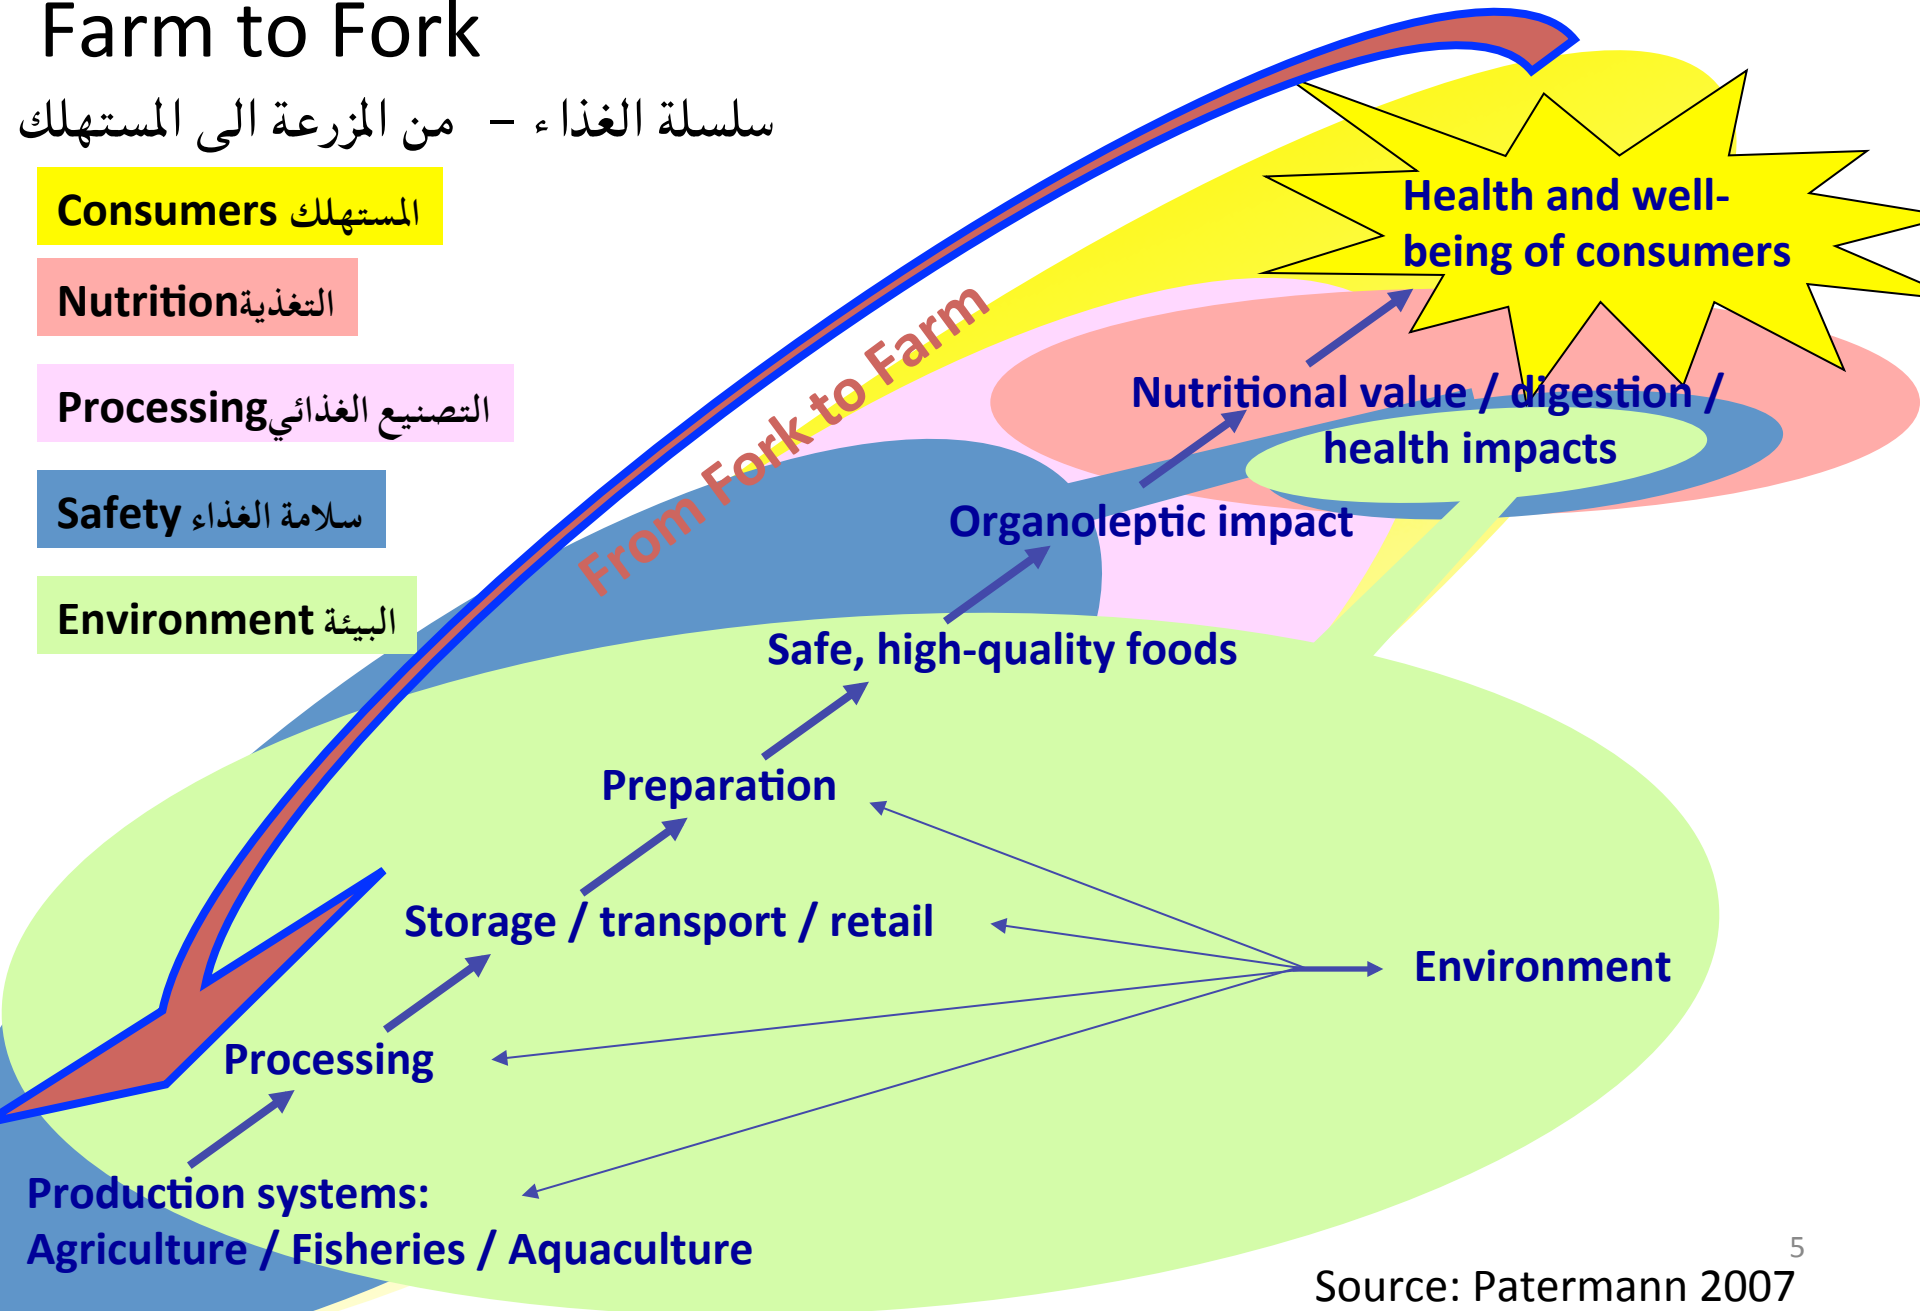 Farm to Fork
سلسلة الغذاء - من المزرعة الى المستهلك
Consumers المستهلك
Nutritionالتغذية
Processingالتصنيع الغذائي
Safety سلامة الغذاء
Environment البيئة
From Fork to Farm
Health and well-
being of consumers
Nutritional value / digestion /
health impacts
Organoleptic impact
Safe, high-quality foods
Preparation
Storage / transport / retail
Environment
Processing
Production systems:
Agriculture / Fisheries / Aquaculture
5
Source: Patermann 2007